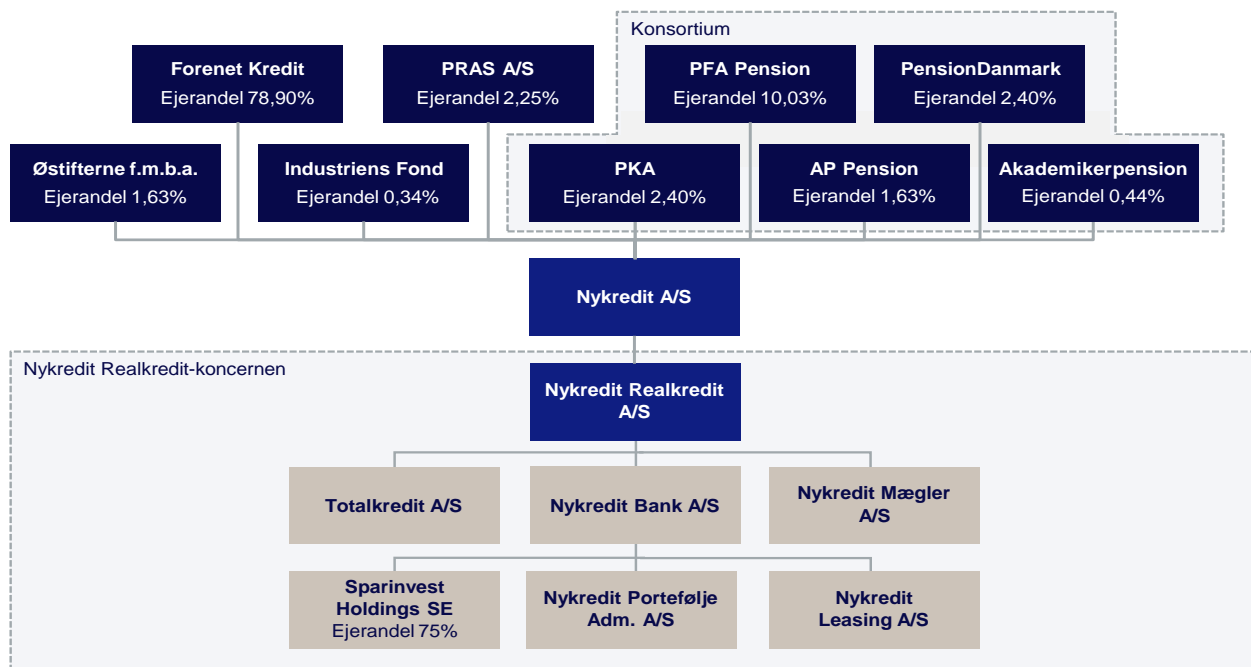 Konsortium
Forenet Kredit
Ejerandel 78,90%
PRAS A/S
Ejerandel 2,25%
PFA Pension
Ejerandel 10,03%
PensionDanmark
Ejerandel 2,40%
Østifterne f.m.b.a.
Ejerandel 1,63%
Industriens Fond
Ejerandel 0,34%
PKA
Ejerandel 2,40%
AP Pension
Ejerandel 1,63%
Akademikerpension
Ejerandel 0,44%
Nykredit A/S
Nykredit Realkredit-koncernen
Nykredit Realkredit
A/S
Totalkredit A/S
Nykredit Bank A/S
Nykredit Mægler
A/S
Sparinvest
Holdings SE
Ejerandel 75%
Nykredit Portefølje
Adm. A/S
Nykredit
Leasing A/S